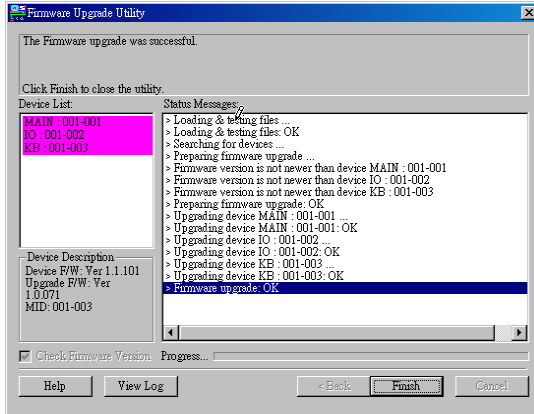 Firmware Upgrade Utility
The Firmware upgrade was successful.
Click Finish to close the utility.
Device List:
MAIN : 001-001
IO : 001-002
KB : 001-003
Status Messages:
> Loading & testing files ...
> Loading & testing files: OK
> Searching for devices ...
> Preparing firmware upgrade ...
> Firmware version is not newer than device MAIN : 001-001
> Firmware version is not newer than device IO : 001-002
> Firmware version is not newer than device KB : 001-003
> Preparing firmware upgrade: OK
> Upgrading device MAIN : 001-001 ...
> Upgrading device MAIN : 001-001: OK
> Upgrading device IO : 001-002 ...
> Upgrading device IO : 001-002: OK
> Upgrading device KB : 001-003 ...
> Upgrading device KB : 001-003: OK
> Firmware upgrade: OK
Device Description
Device F/W: Ver 1.1.101
Upgrade F/W: Ver
1.0.071
MID: 001-003
Check Firmware Version Progress...
Help View Log < Back Finish Cancel